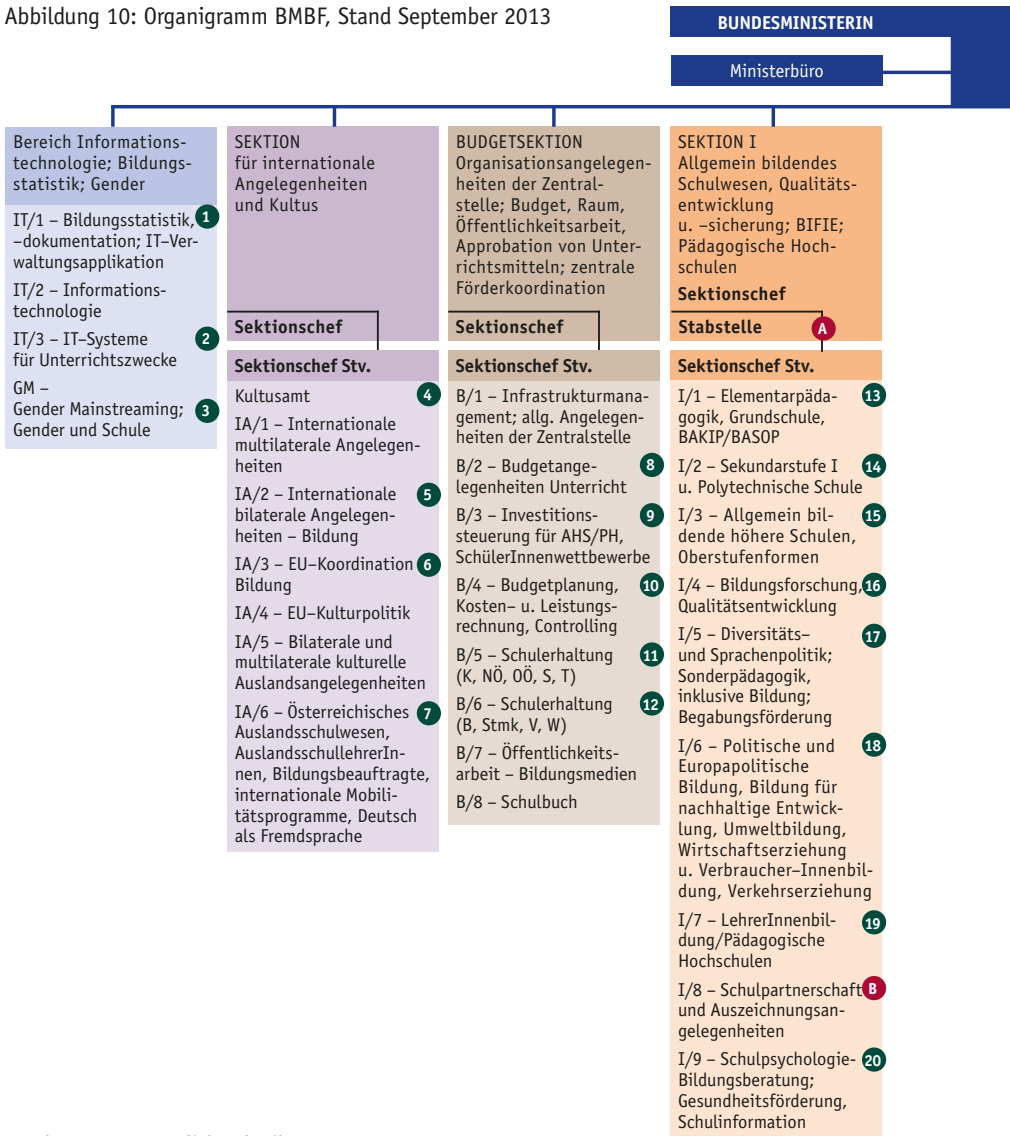 Abbildung 10: Organigramm BMBF, Stand September 2013
BUNDESMINISTERIN
Ministerbüro
Bereich Informations-
technologie; Bildungs-
statistik; Gender
IT/1 – Bildungsstatistik, 1
–dokumentation; IT–Ver-
waltungsapplikation
IT/2 – Informations-
technologie
IT/3 – IT–Systeme 2
für Unterrichtszwecke
GM –
Gender Mainstreaming; 3
Gender und Schule
SEKTION
für internationale
Angelegenheiten
und Kultus
Sektionschef
Sektionschef Stv.
Kultusamt 4
IA/1 – Internationale
multilaterale Angelegen-
heiten
IA/2 – Internationale 5
bilaterale Angelegen-
heiten – Bildung
IA/3 – EU–Koordination 6
Bildung
IA/4 – EU–Kulturpolitik
IA/5 – Bilaterale und
multilaterale kulturelle
Auslandsangelegenheiten
IA/6 – Österreichisches 7
Auslandsschulwesen,
AuslandsschullehrerIn-
nen, Bildungsbeauftragte,
internationale Mobili-
tätsprogramme, Deutsch
als Fremdsprache
BUDGETSEKTION
Organisationsangelegen-
heiten der Zentral-
stelle; Budget, Raum,
Öffentlichkeitsarbeit,
Approbation von Unter-
richtsmitteln; zentrale
Förderkoordination
Sektionschef
Sektionschef Stv.
B/1 – Infrastrukturmana-
gement; allg. Angelegen-
heiten der Zentralstelle
B/2 – Budgetange- 8
legenheiten Unterricht
B/3 – Investitions- 9
steuerung für AHS/PH,
SchülerInnenwettbewerbe
B/4 – Budgetplanung, 10
Kosten– u. Leistungs-
rechnung, Controlling
B/5 – Schulerhaltung 11
(K, NÖ, OÖ, S, T)
B/6 – Schulerhaltung 12
(B, Stmk, V, W)
B/7 – Öffentlichkeits-
arbeit – Bildungsmedien
B/8 – Schulbuch
SEKTION I
Allgemein bildendes
Schulwesen, Qualitäts-
entwicklung
u. –sicherung; BIFIE;
Pädagogische Hoch-
schulen
Sektionschef
Stabstelle A
Sektionschef Stv.
I/1 – Elementarpäda- 13
gogik, Grundschule,
BAKIP/BASOP
I/2 – Sekundarstufe I 14
u. Polytechnische Schule
I/3 – Allgemein bil- 15
dende höhere Schulen,
Oberstufenformen
I/4 – Bildungsforschung, 16
Qualitätsentwicklung
I/5 – Diversitäts– 17
und Sprachenpolitik;
Sonderpädagogik,
inklusive Bildung;
Begabungsförderung
I/6 – Politische und 18
Europapolitische
Bildung, Bildung für
nachhaltige Entwick-
lung, Umweltbildung,
Wirtschaftserziehung
u. Verbraucher–Innenbil-
dung, Verkehrserziehung
I/7 – LehrerInnenbil- 19
dung/Pädagogische
Hochschulen
I/8 – Schulpartnerschaft B
und Auszeichnungsan-
gelegenheiten
I/9 – Schulpsychologie- 20
Bildungsberatung;
Gesundheitsförderung,
Schulinformation